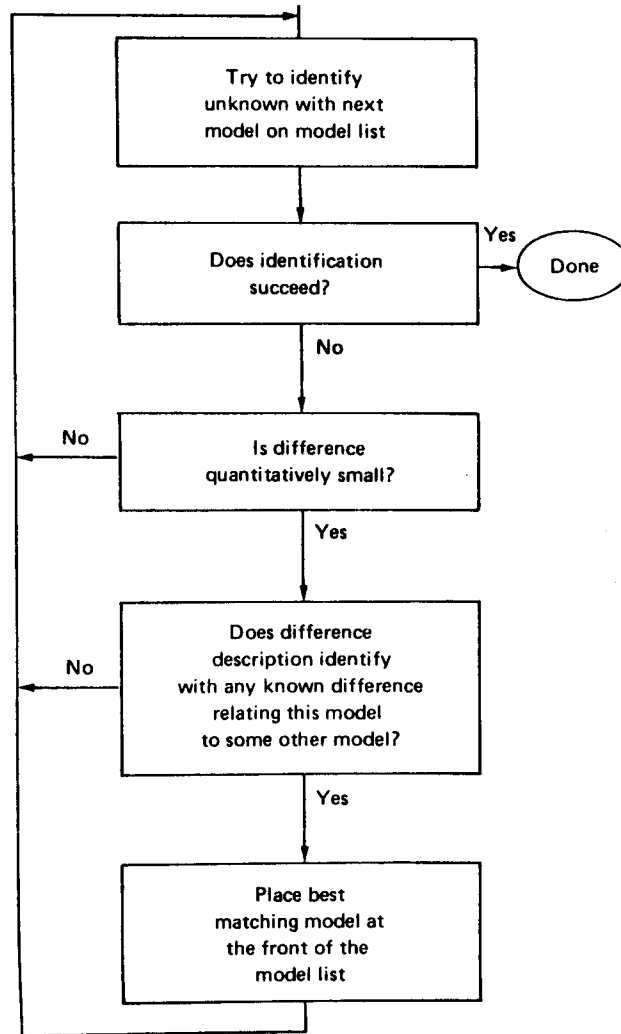 Try to identify
unknown with next
model on model list
Yes
Does identification
succeed?
Done
No
No
Is difference
quantitatively small?
Yes
Does difference
description identify
No
with any known difference
relating this model
to some other model?
Yes
Place best
matching model at
the front of the
model list